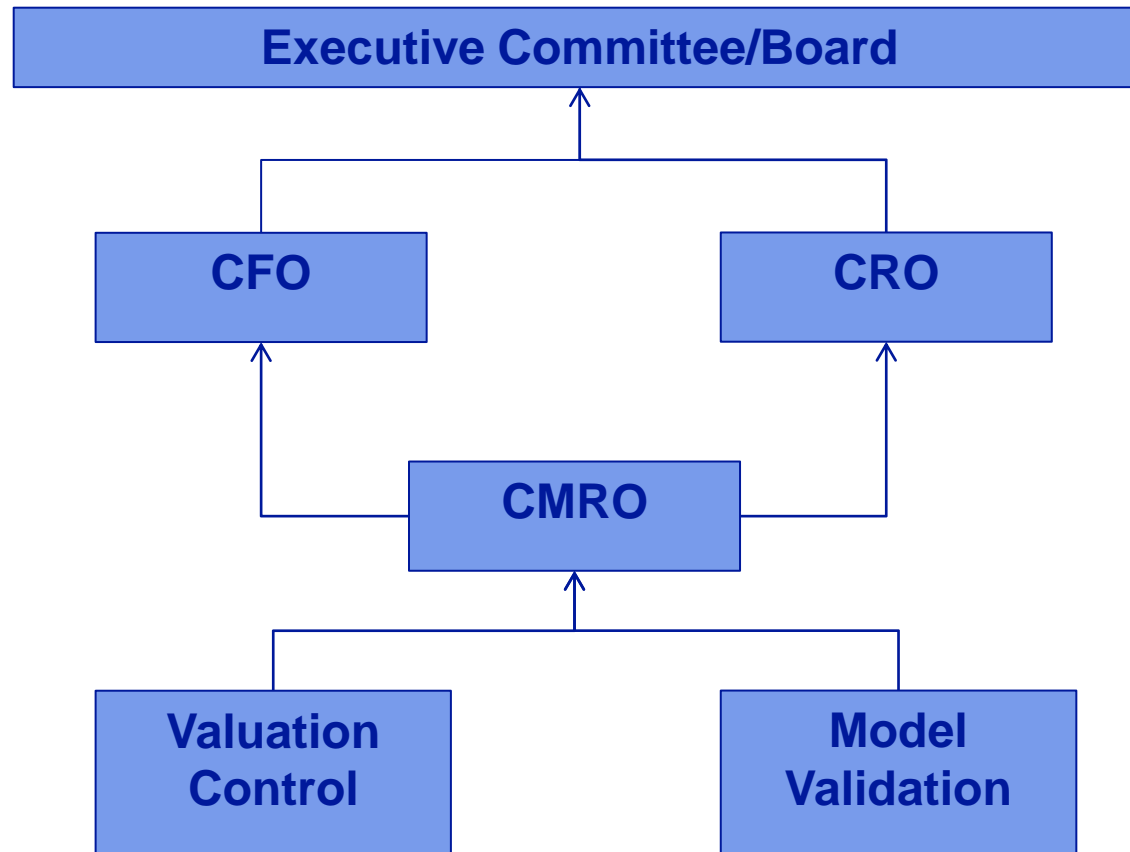 Executive Committee/Board
CFO
CRO
CMRO
Valuation
Control
Model
Validation